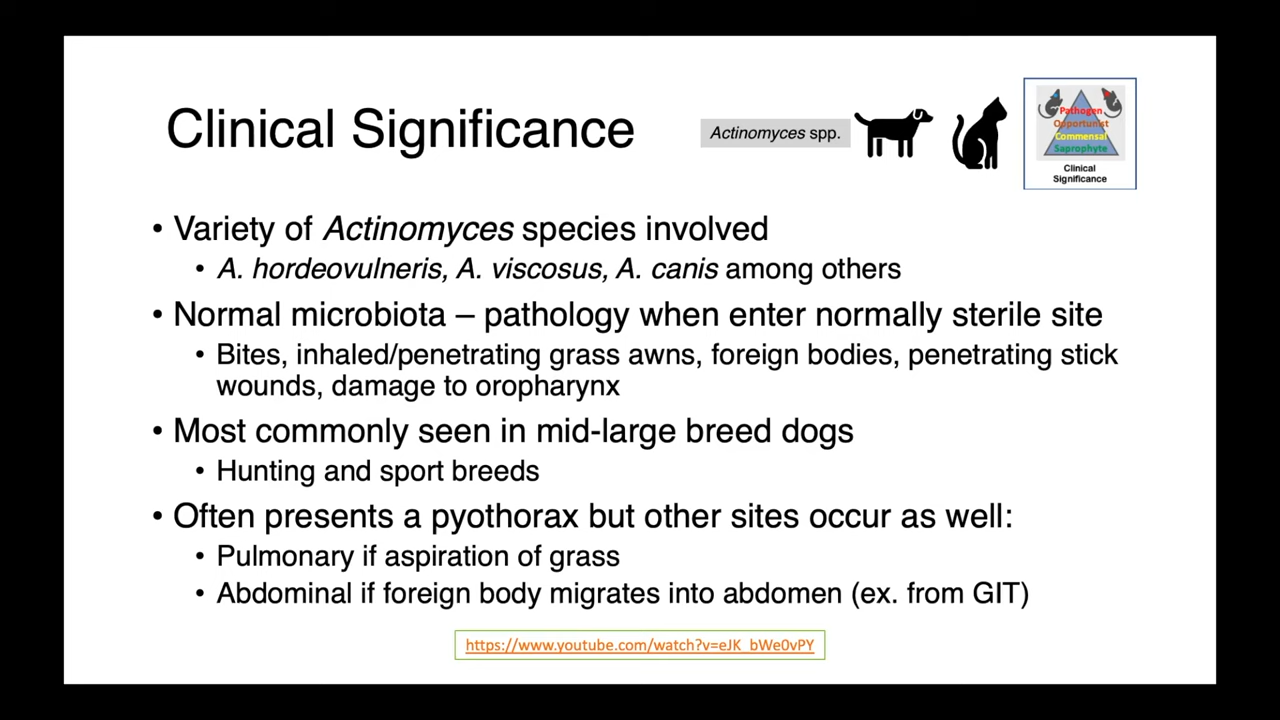 Clinical Significance
Actinomyces spp.
Pathogen
Opportunist
Commensal
Saprophyte
Clinical
Significance
• Variety of Actinomyces species involved
• A. hordeovulneris, A. viscosus, A. canis among others
• Normal microbiota – pathology when enter normally sterile site
• Bites, inhaled/penetrating grass awns, foreign bodies, penetrating stick
wounds, damage to oropharynx
• Most commonly seen in mid-large breed dogs
• Hunting and sport breeds
• Often presents a pyothorax but other sites occur as well:
• Pulmonary if aspiration of grass
• Abdominal if foreign body migrates into abdomen (ex. from GIT)
https://www.youtube.com/watch?v=eJK_bWe0vPY